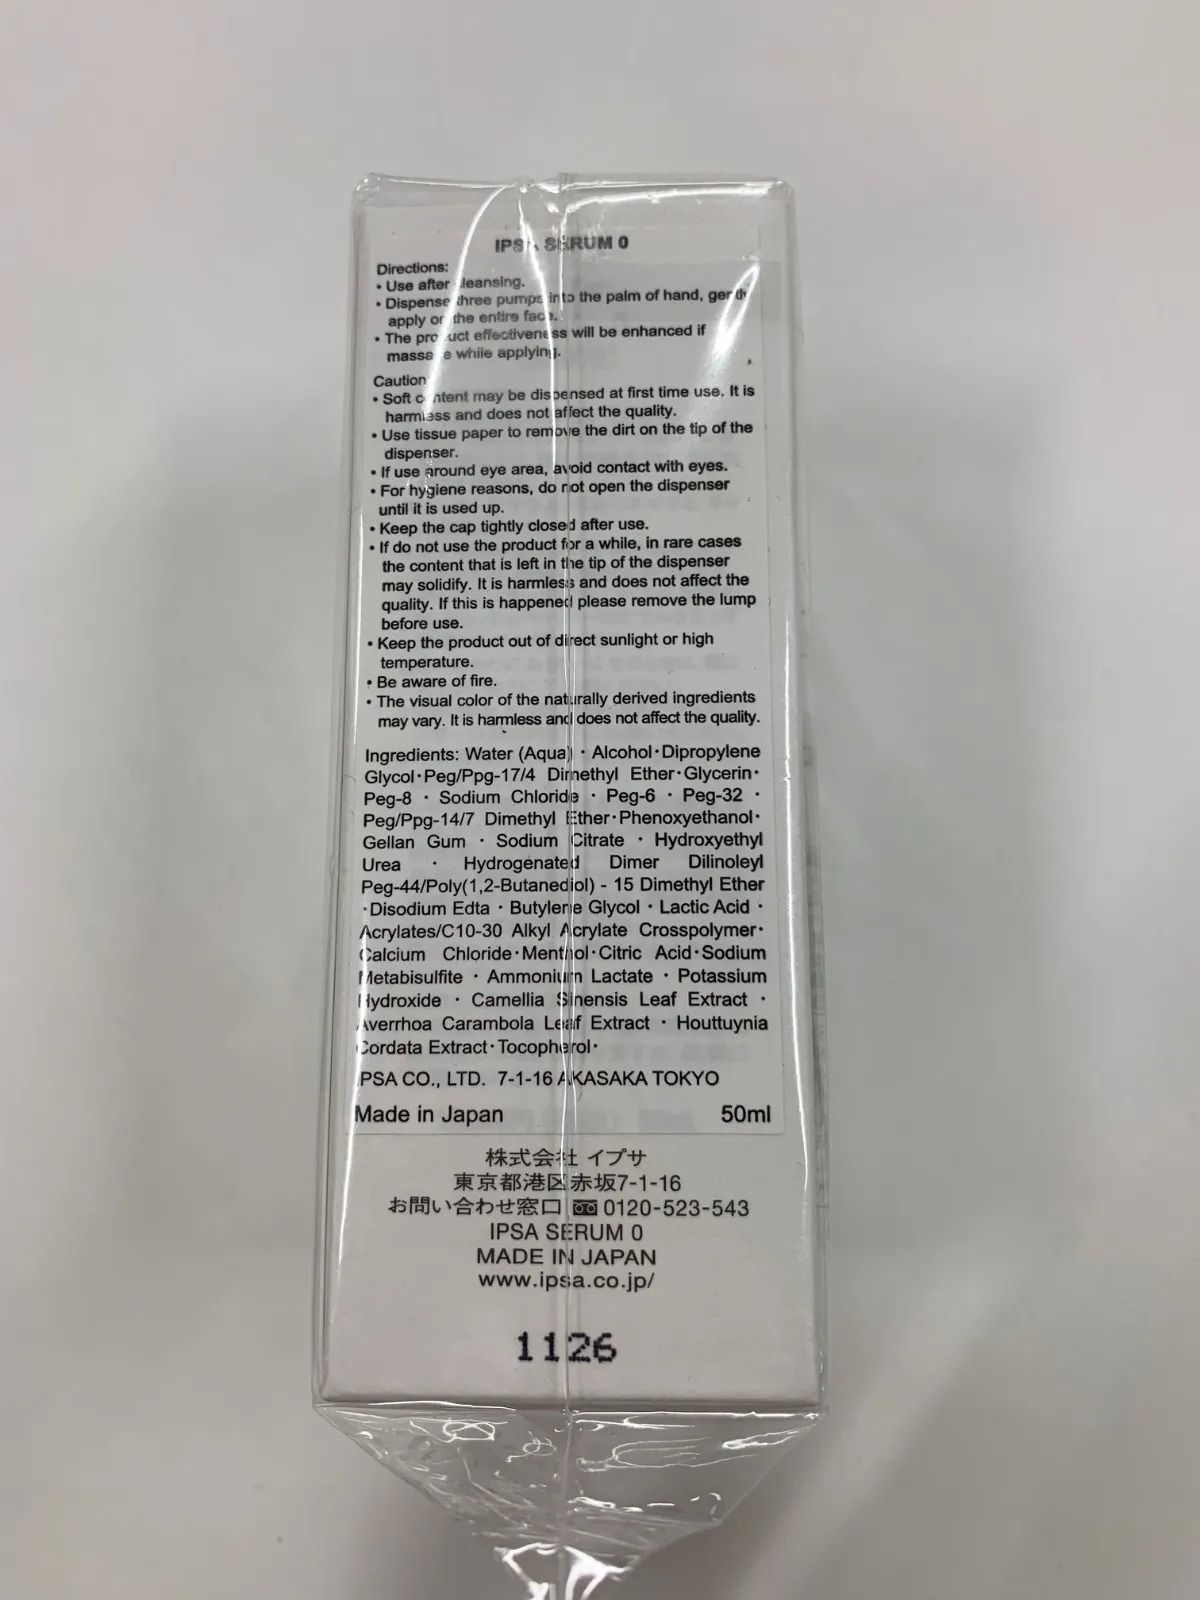 IPSA SERUM 0
Directions:
• Use after cleansing.
• Dispense three pumps into the palm of hand, gently
apply on the entire face.
• The product effectiveness will be enhanced if
massage while applying.
Caution
• Soft content may be dispensed at first time use. It is
harmless and does not affect the quality.
• Use tissue paper to remove the dirt on the tip of the
dispenser.
• If use around eye area, avoid contact with eyes.
• For hygiene reasons, do not open the dispenser
until it is used up.
• Keep the cap tightly closed after use.
• If do not use the product for a while, in rare cases
the content that is left in the tip of the dispenser
may solidify. It is harmless and does not affect the
quality. If this is happened please remove the lump
before use.
• Keep the product out of direct sunlight or high
temperature.
• Be aware of fire.
• The visual color of the naturally derived ingredients
may vary. It is harmless and does not affect the quality.
Ingredients: Water (Aqua) · Alcohol·Dipropylene
Glycol·Peg/Ppg-17/4 Dimethyl Ether·Glycerin·
Peg-8 · Sodium Chloride · Peg-6 · Peg-32 ·
Peg/Ppg-14/7 Dimethyl Ether·Phenoxyethanol·
Gellan Gum · Sodium Citrate · Hydroxyethyl
Urea · Hydrogenated Dimer Dilinoleyl
Peg-44/Poly(1,2-Butanediol) - 15 Dimethyl Ether
·Disodium Edta · Butylene Glycol · Lactic Acid ·
Acrylates/C10-30 Alkyl Acrylate Crosspolymer·
Calcium Chloride·Menthol·Citric Acid·Sodium
Metabisulfite · Ammonium Lactate · Potassium
Hydroxide · Camellia Sinensis Leaf Extract ·
Averrhoa Carambola Leaf Extract · Houttuynia
Cordata Extract·Tocopherol·
IPSA CO., LTD. 7-1-16 AKASAKA TOKYO
Made in Japan 50ml
株式会社 イプサ
東京都港区赤坂7-1-16
お問い合わせ窓口 0120-523-543
IPSA SERUM 0
MADE IN JAPAN
www.ipsa.co.jp/
1126